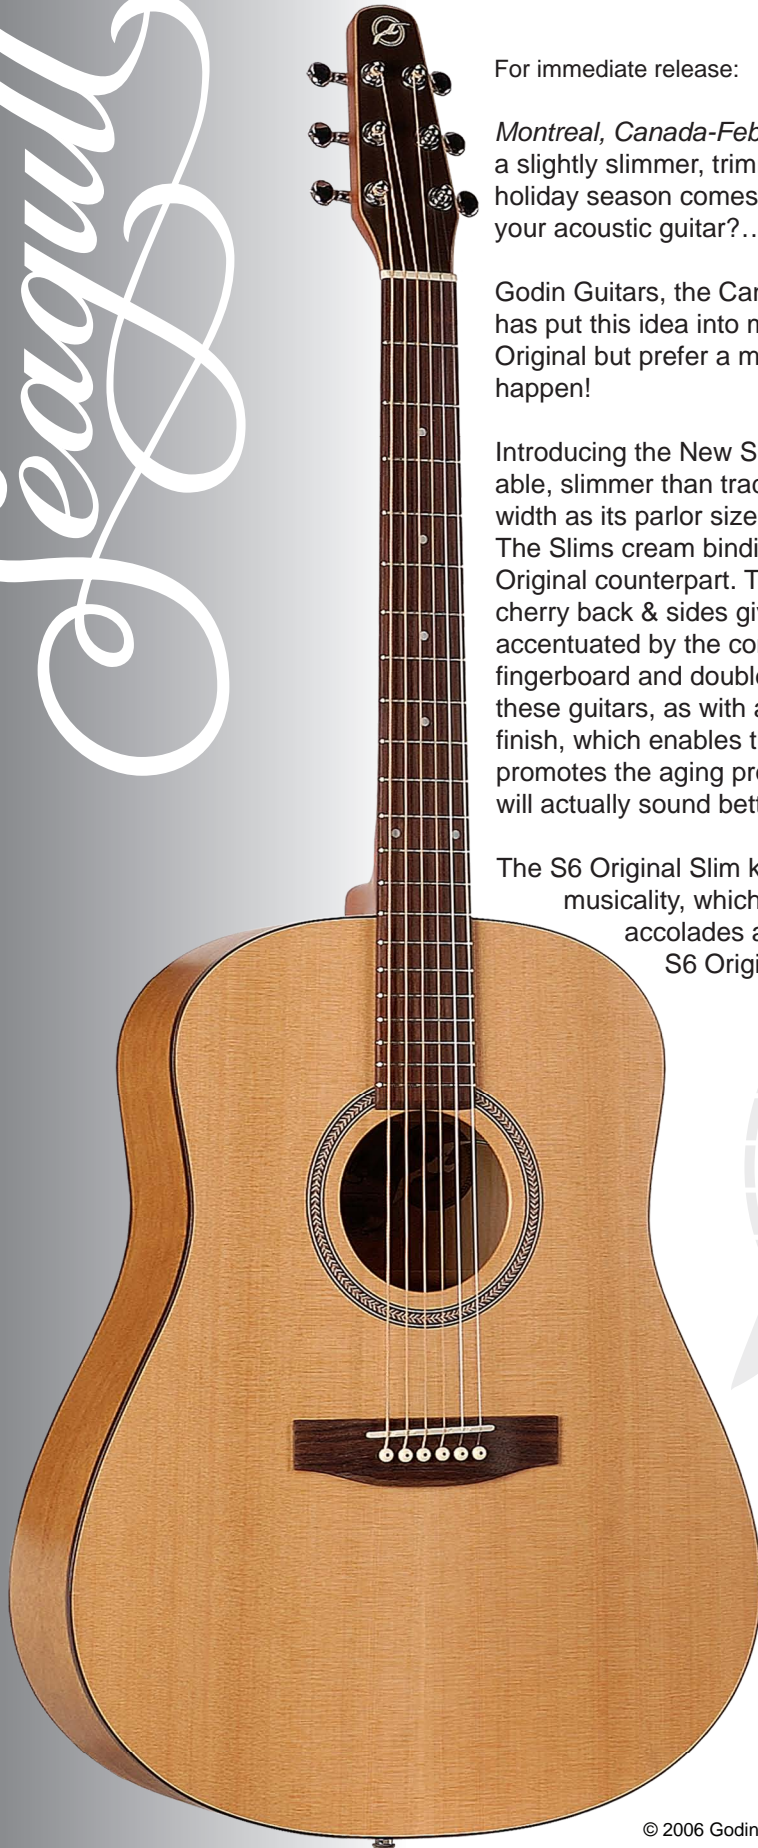 Seagull
For immediate release:
Montreal, Canada-Feb
a slightly slimmer, trim
holiday season comes
your acoustic guitar?...
Godin Guitars, the Can
has put this idea into m
Original but prefer a m
happen!
Introducing the New S
able, slimmer than trad
width as its parlor size
The Slims cream bindi
Original counterpart. T
cherry back & sides giv
accentuated by the con
fingerboard and double
these guitars, as with a
finish, which enables t
promotes the aging pro
will actually sound bett
The S6 Original Slim k
musicality, which
accolades a
S6 Origi
© 2006 Godin